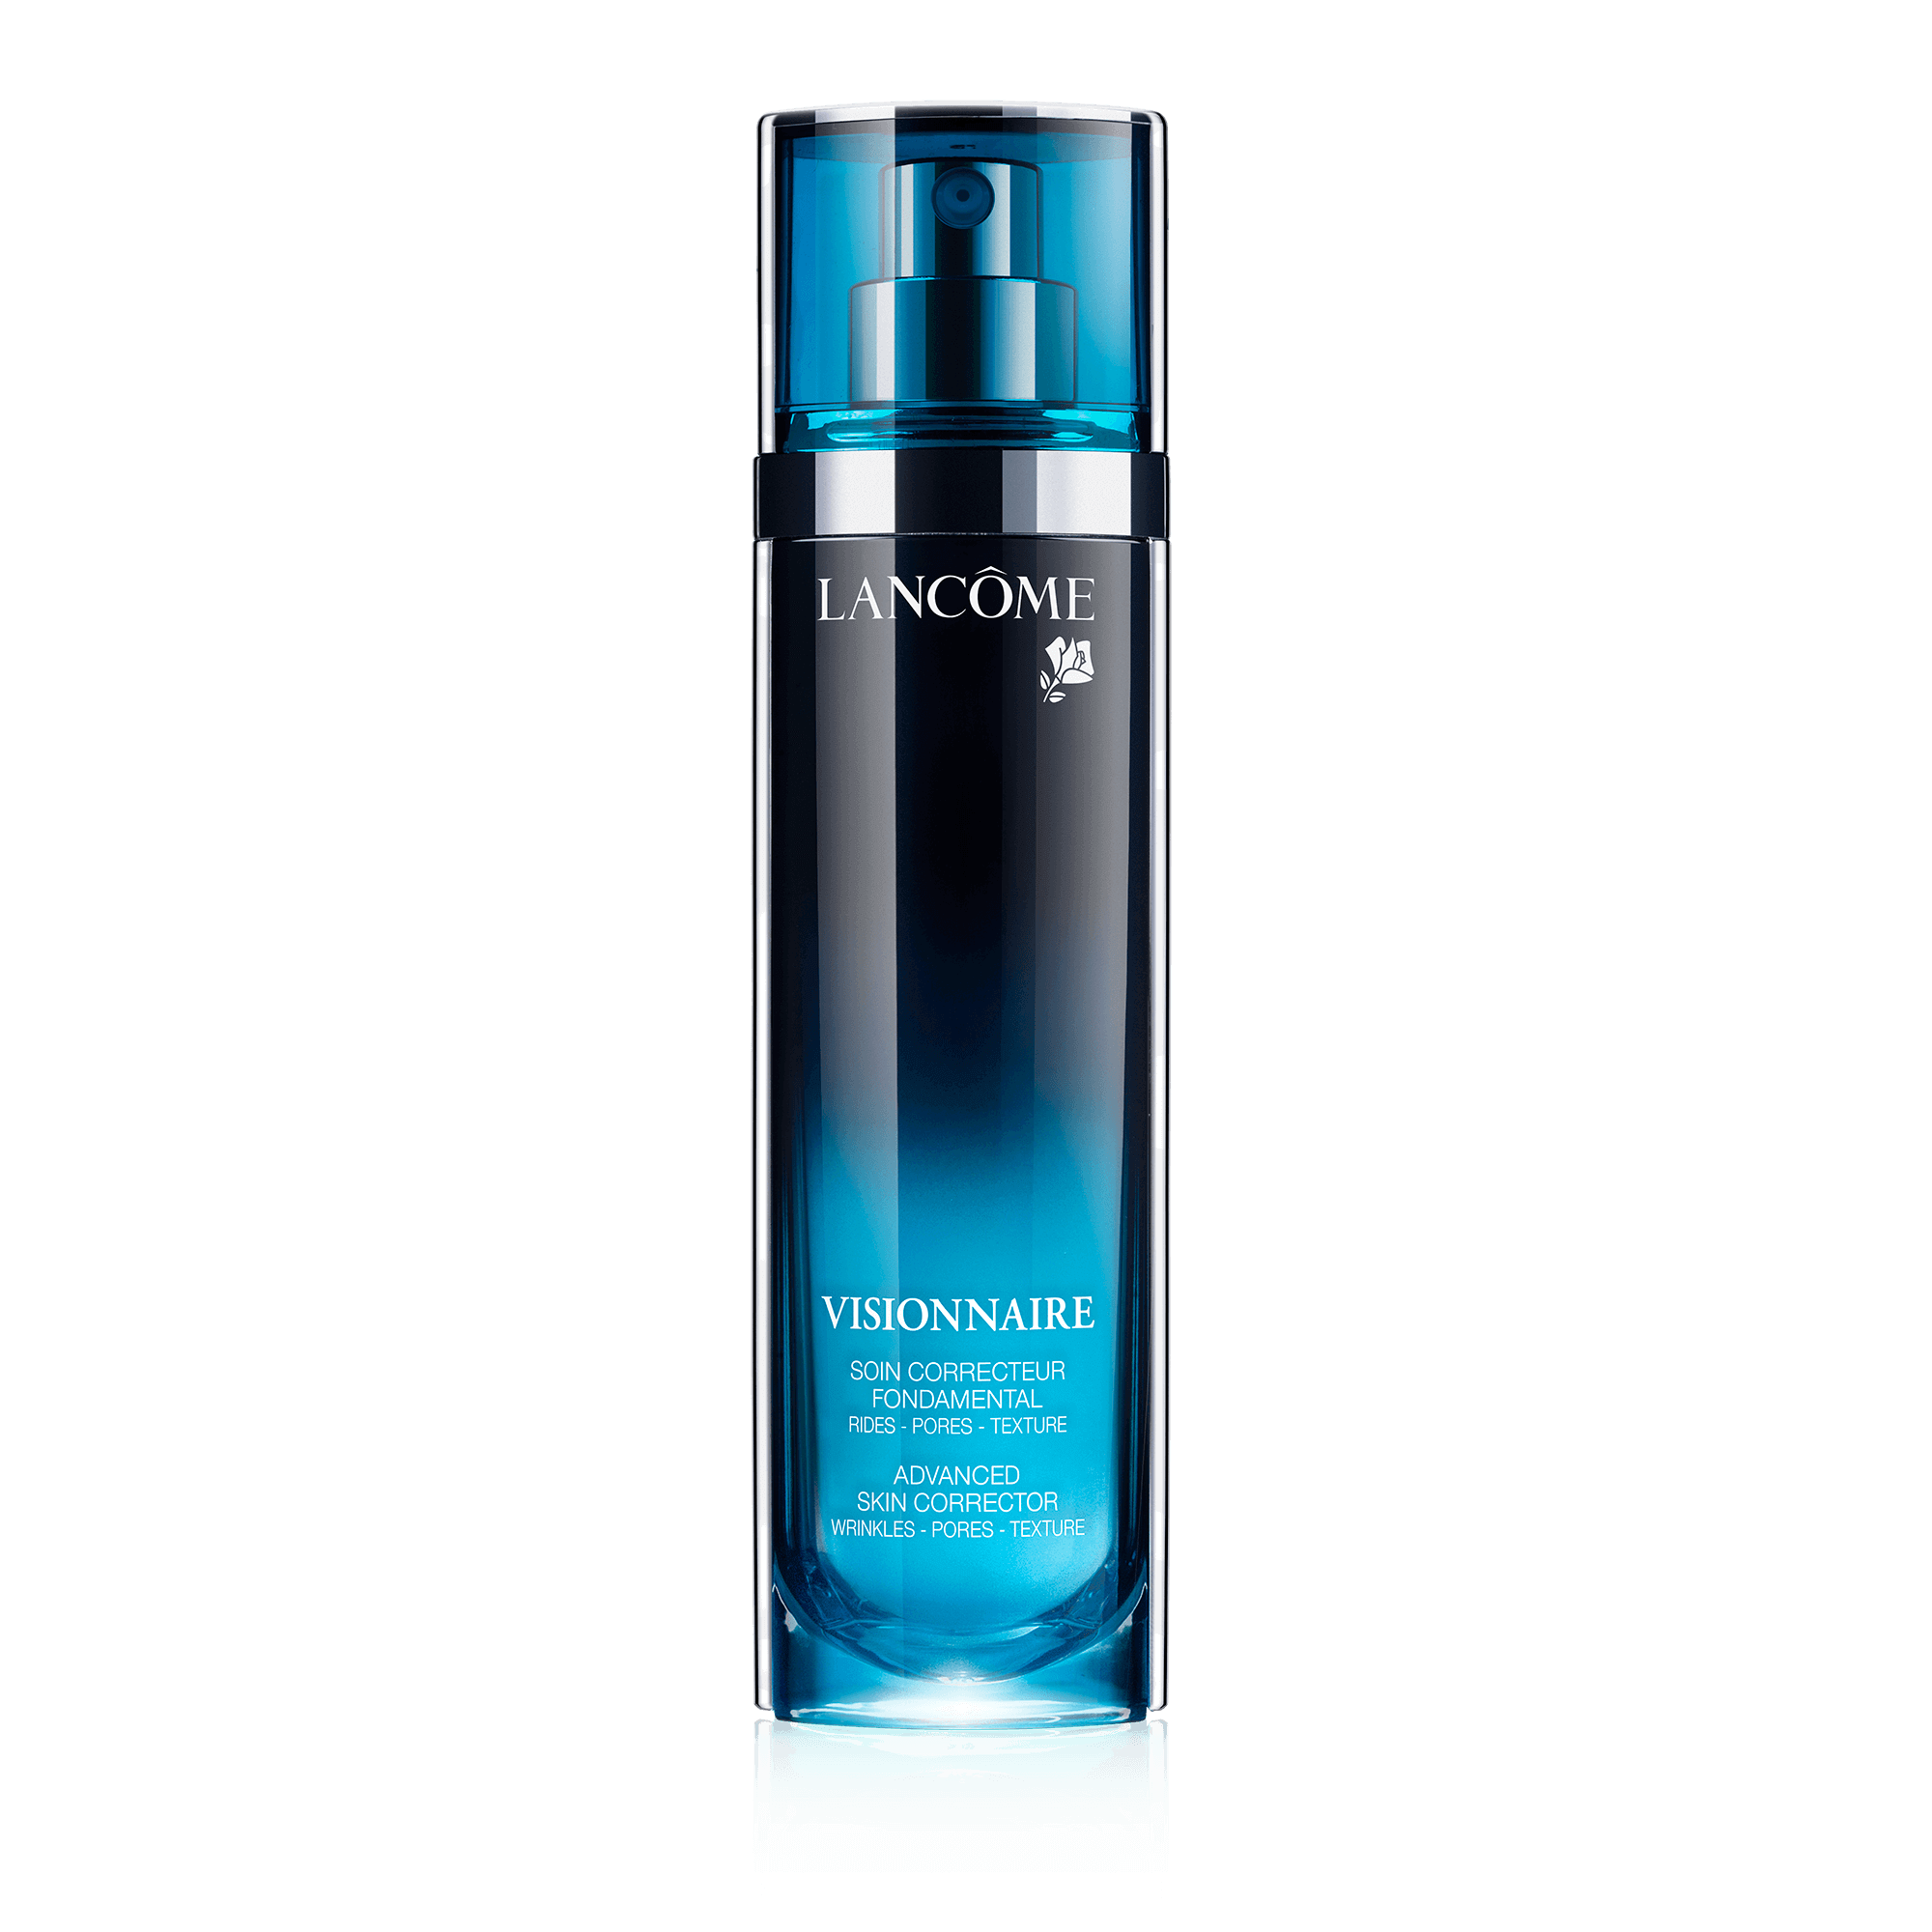 LANCÔME
VISIONNAIRE
SOIN CORRECTEUR
FONDAMENTAL
RIDES - PORES - TEXTURE
ADVANCED
SKIN CORRECTOR
WRINKLES - PORES - TEXTURE